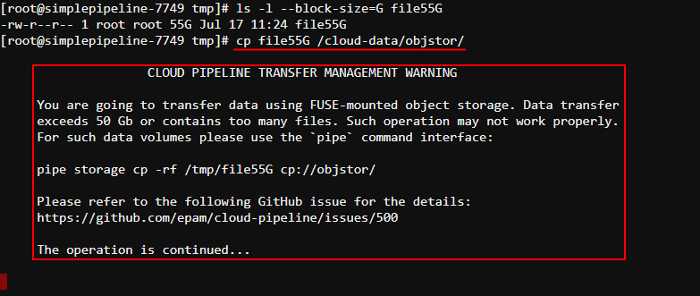 [root@simplepipeline-7749 tmp]# ls -l --block-size=G file55G
-rw-r--r-- 1 root root 55G Jul 17 11:24 file55G
[root@simplepipeline-7749 tmp]# cp file55G /cloud-data/objstor/
CLOUD PIPELINE TRANSFER MANAGEMENT WARNING
You are going to transfer data using FUSE-mounted object storage. Data transfer
exceeds 50 Gb or contains too many files. Such operation may not work properly.
For such data volumes please use the `pipe` command interface:
pipe storage cp -rf /tmp/file55G cp://objstor/
Please refer to the following GitHub issue for the details:
https://github.com/epam/cloud-pipeline/issues/500
The operation is continued...